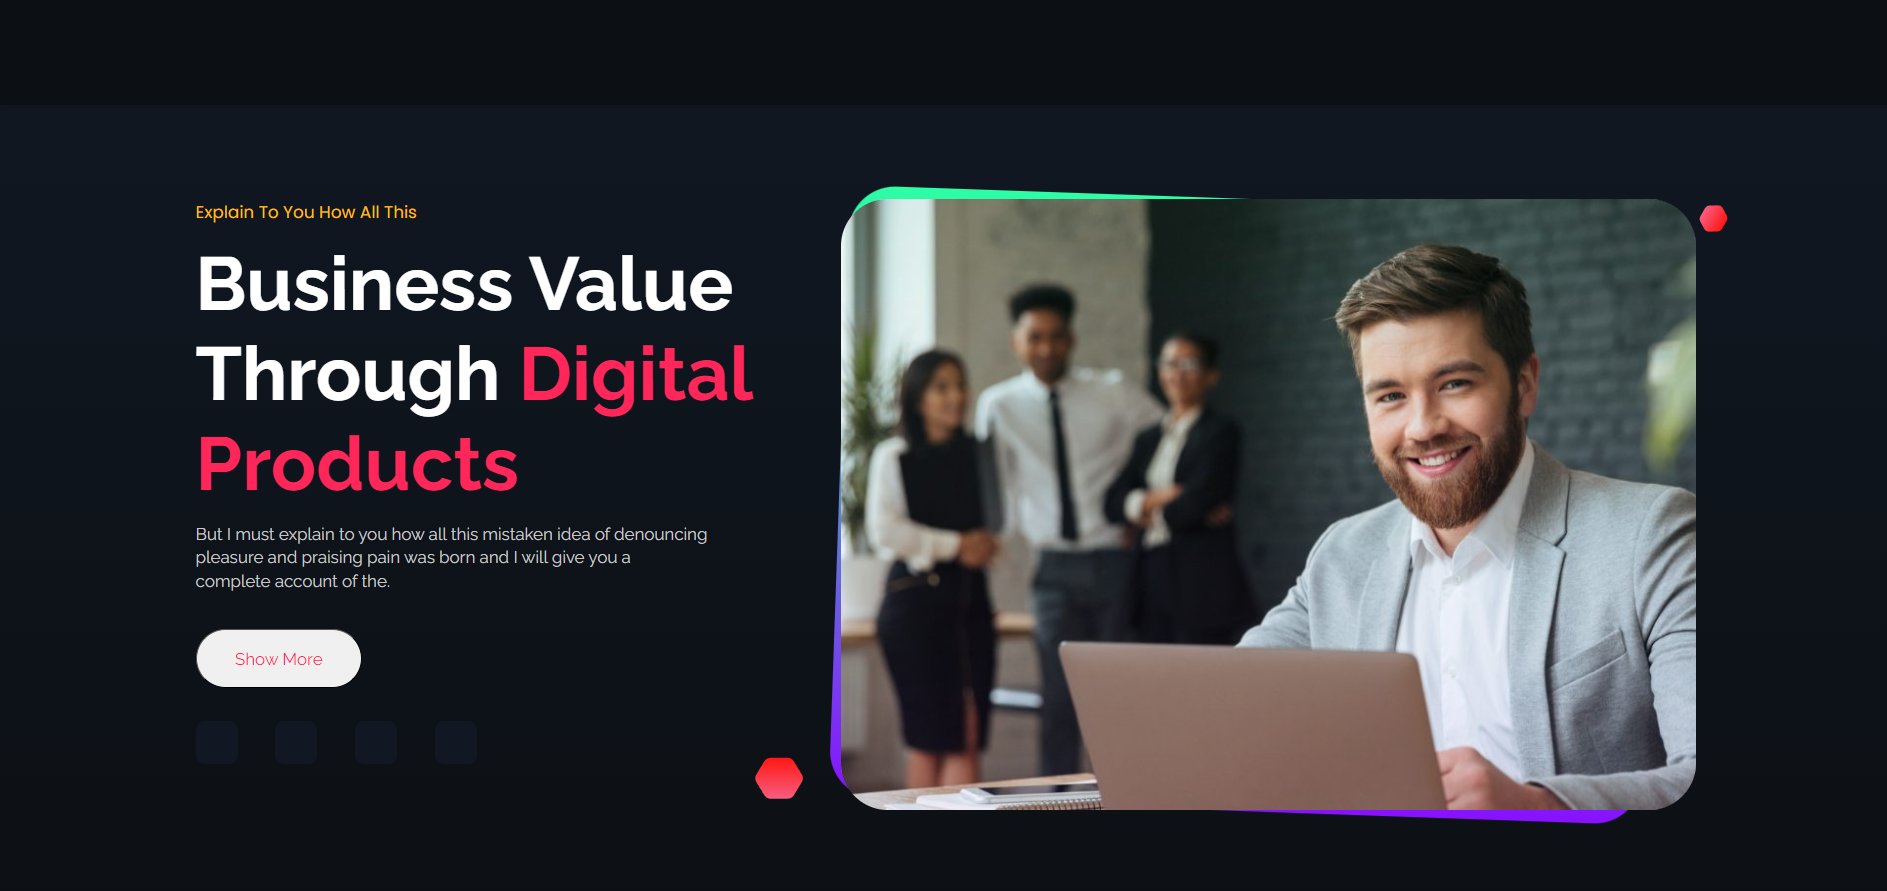 Explain To You How All This
Business Value
Through Digital
Products
But I must explain to you how all this mistaken idea of denouncing
pleasure and praising pain was born and I will give you a
complete account of the.
Show More